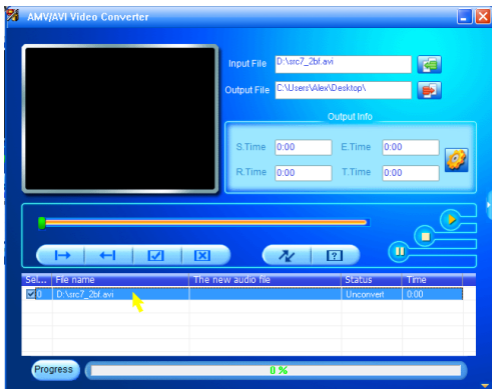 AMV/AVI Video Converter
Input File D:\src7_2bf.avi
Output File C:\Users\Alex\Desktop\
Output Info
S.Time 0:00 E.Time 0:00
R.Time 0:00 T.Time 0:00
Sel... File name The new audio file Status Time
0 D:\src7_2bf.avi Unconvert 0:00
Progress 0 %